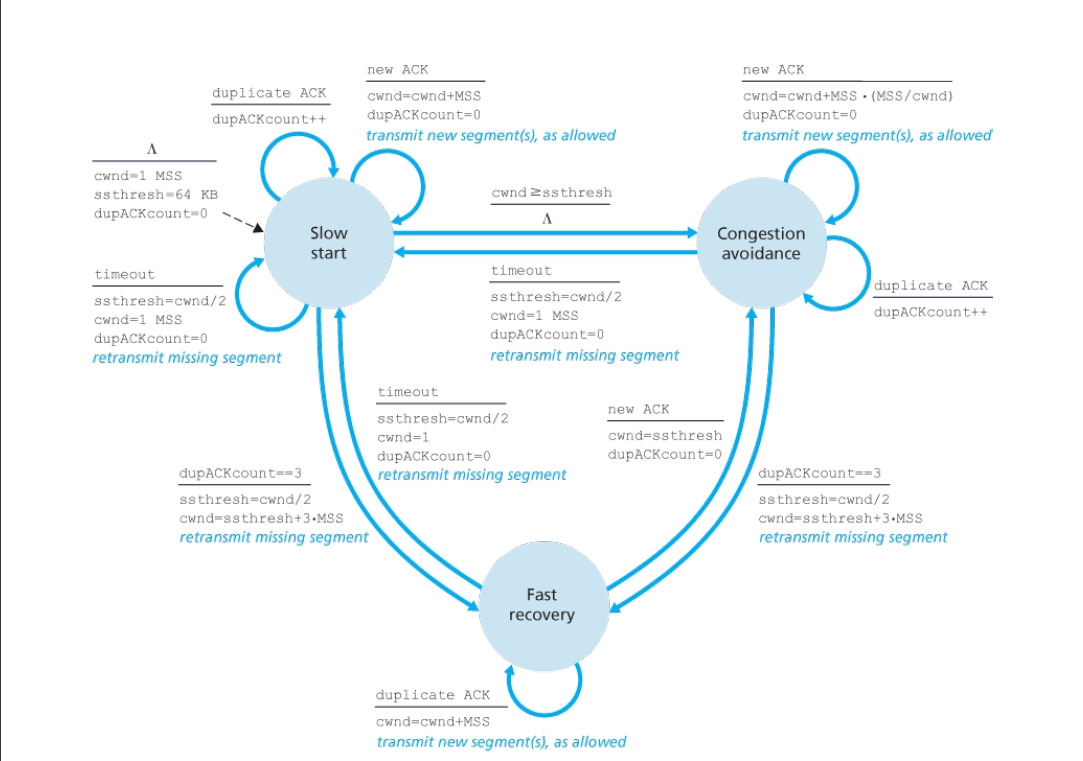 new ACK
cwnd=cwnd+MSS
dupACKcount=0
transmit new segment(s), as allowed
new ACK
cwnd=cwnd+MSS•(MSS/cwnd)
dupACKcount=0
transmit new segment(s), as allowed
duplicate ACK
dupACKcount++
Λ
cwnd=1 MSS
ssthresh=64 KB
dupACKcount=0
cwnd≥ssthresh
Λ
Slow
start
Congestion
avoidance
timeout
ssthresh=cwnd/2
cwnd=1 MSS
dupACKcount=0
retransmit missing segment
timeout
ssthresh=cwnd/2
cwnd=1 MSS
dupACKcount=0
retransmit missing segment
duplicate ACK
dupACKcount++
timeout
ssthresh=cwnd/2
cwnd=1
dupACKcount=0
retransmit missing segment
new ACK
cwnd=ssthresh
dupACKcount=0
dupACKcount==3
ssthresh=cwnd/2
cwnd=ssthresh+3•MSS
retransmit missing segment
dupACKcount==3
ssthresh=cwnd/2
cwnd=ssthresh+3•MSS
retransmit missing segment
Fast
recovery
duplicate ACK
cwnd=cwnd+MSS
transmit new segment(s), as allowed